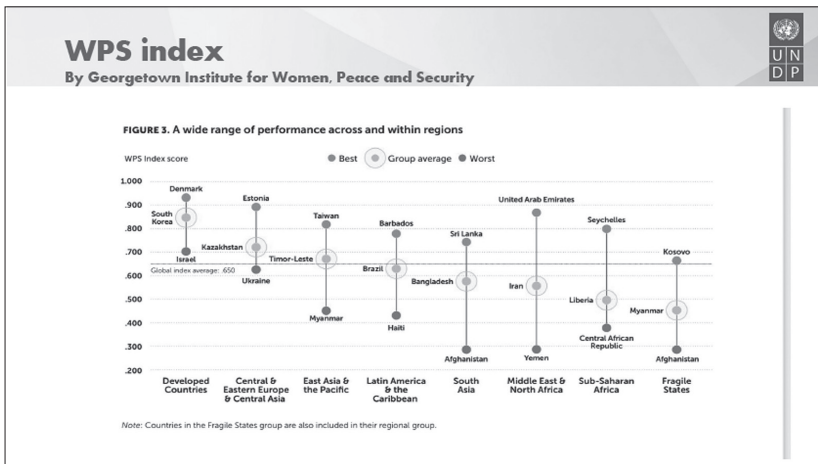 WPS index
By Georgetown Institute for Women, Peace and Security
U N
D P
FIGURE 3. A wide range of performance across and within regions
WPS Index score
Best Group average Worst
1.000
.900
.800
.700
.600
.500
.400
.300
.200
Denmark
South
Korea
Israel
Global index average: .650
Estonia
Kazakhstan
Ukraine
Taiwan
Timor-Leste
Myanmar
Barbados
Brazil
Haiti
Sri Lanka
Bangladesh
Afghanistan
United Arab Emirates
Iran
Yemen
Seychelles
Liberia
Central African
Republic
Kosovo
Myanmar
Afghanistan
Developed
Countries
Central &
Eastern Europe
& Central Asia
East Asia &
the Pacific
Latin America
& the
Caribbean
South
Asia
Middle East &
North Africa
Sub-Saharan
Africa
Fragile
States
Note: Countries in the Fragile States group are also included in their regional group.